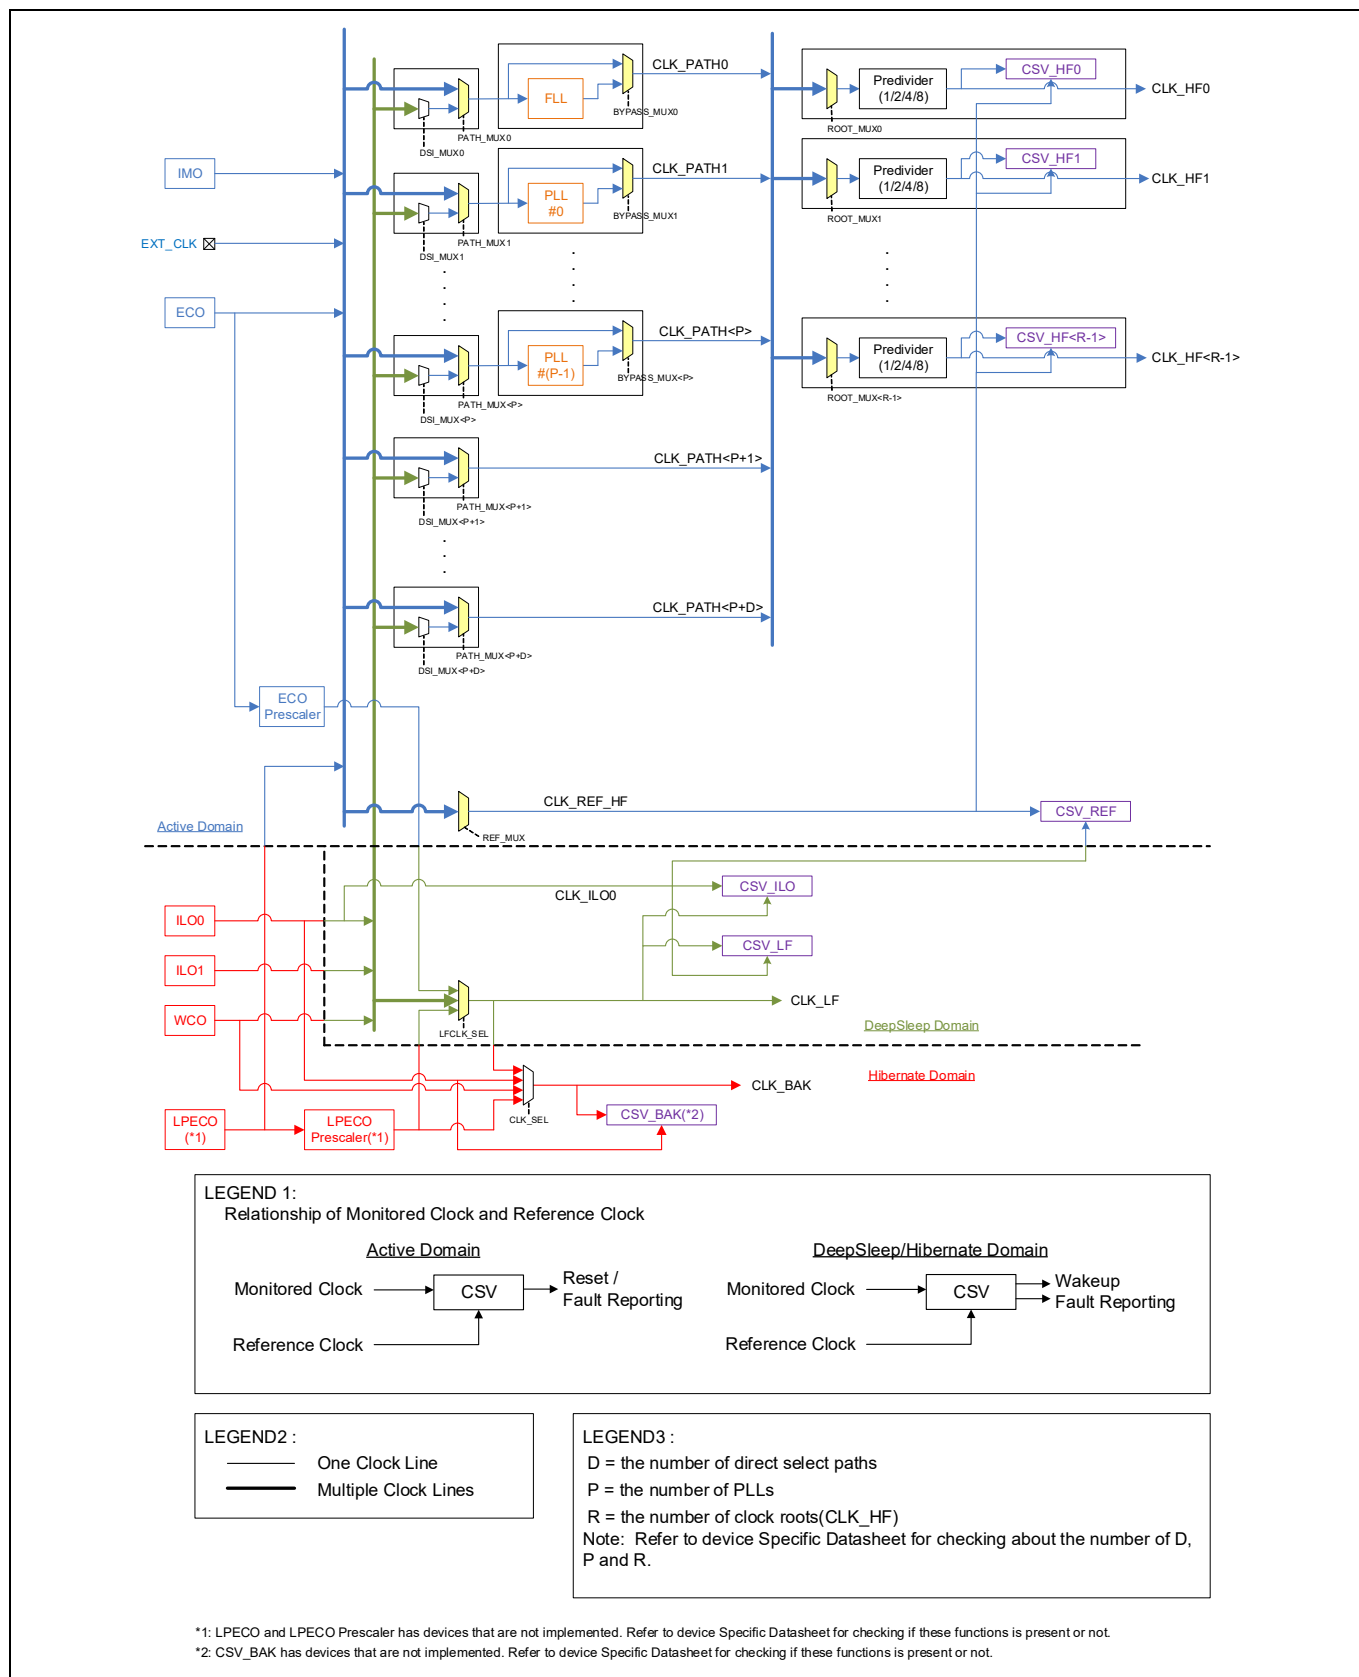 CLK_PATH0
FLL
BYPASS_MUX0
PATH_MUX0
DSI_MUX0
Predivider
(1/2/4/8)
CSV_HF0
CLK_HF0
ROOT_MUX0
IMO
CLK_PATH1
PLL
#0
BYPASS_MUX1
PATH_MUX1
DSI_MUX1
Predivider
(1/2/4/8)
CSV_HF1
CLK_HF1
ROOT_MUX1
EXT_CLK
ECO
CLK_PATH<P>
PLL
#(P-1)
BYPASS_MUX<P>
PATH_MUX<P>
DSI_MUX<P>
Predivider
(1/2/4/8)
CSV_HF<R-1>
CLK_HF<R-1>
ROOT_MUX<R-1>
CLK_PATH<P+1>
PATH_MUX<P+1>
DSI_MUX<P+1>
CLK_PATH<P+D>
PATH_MUX<P+D>
DSI_MUX<P+D>
ECO
Prescaler
CLK_REF_HF
REF_MUX
CSV_REF
Active Domain
CLK_ILO0
CSV_ILO
ILO0
CSV_LF
ILO1
WCO
LFCLK_SEL
CLK_LF
DeepSleep Domain
Hibernate Domain
CLK_BAK
CLK_SEL
CSV_BAK(*2)
LPECO
(*1)
LPECO
Prescaler(*1)
LEGEND 1:
Relationship of Monitored Clock and Reference Clock
Active Domain
Monitored Clock
CSV
Reset /
Fault Reporting
Reference Clock
DeepSleep/Hibernate Domain
Monitored Clock
CSV
Wakeup
Fault Reporting
Reference Clock
LEGEND2 :
One Clock Line
Multiple Clock Lines
LEGEND3 :
D = the number of direct select paths
P = the number of PLLs
R = the number of clock roots(CLK_HF)
Note: Refer to device Specific Datasheet for checking about the number of D,
P and R.
*1: LPECO and LPECO Prescaler has devices that are not implemented. Refer to device Specific Datasheet for checking if these functions is present or not.
*2: CSV_BAK has devices that are not implemented. Refer to device Specific Datasheet for checking if these functions is present or not.